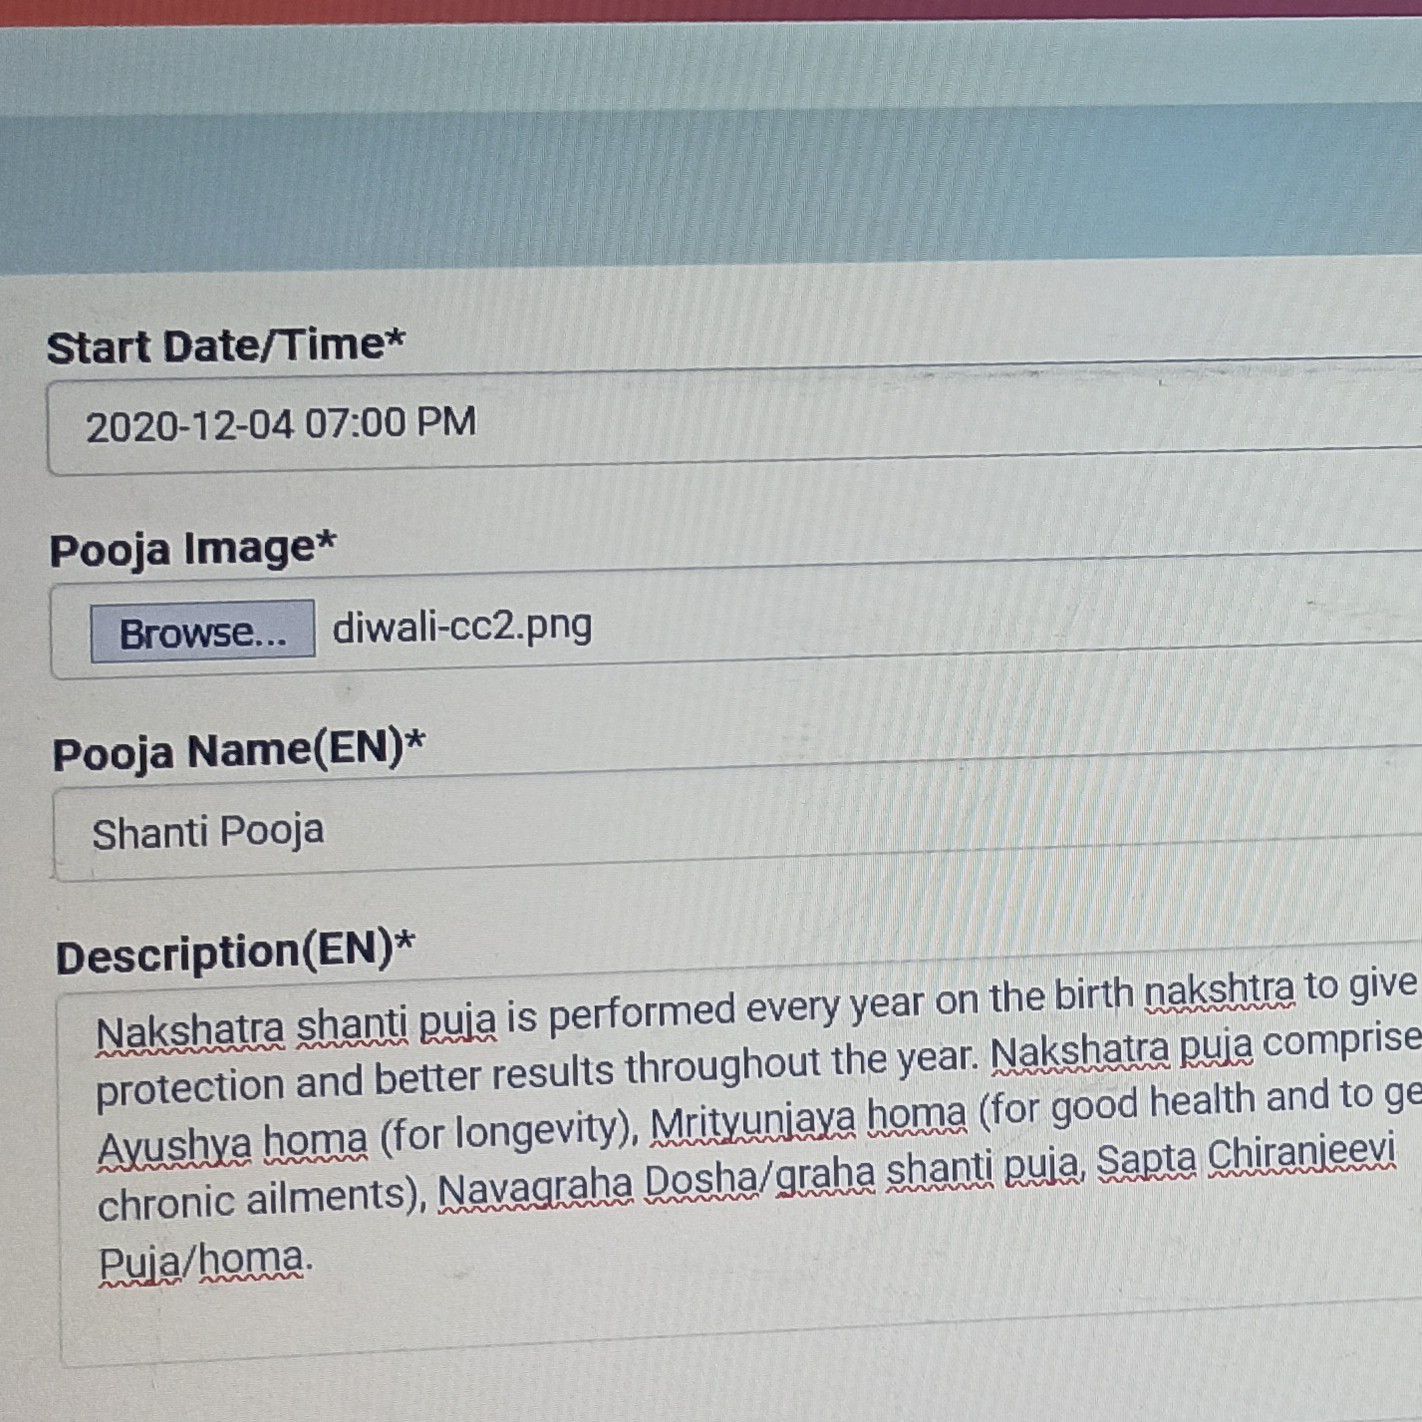 Start Date/Time*
2020-12-04 07:00 PM
Pooja Image*
Browse... diwali-cc2.png
Pooja Name(EN)*
Shanti Pooja
Description(EN)*
Nakshatra shanti puja is performed every year on the birth nakshtra to give
protection and better results throughout the year. Nakshatra puja comprise
Ayushya homa (for longevity), Mrityunjaya homa (for good health and to ge
chronic ailments), Navagraha Dosha/graha shanti puja, Sapta Chiranjeevi
Puja/homa.